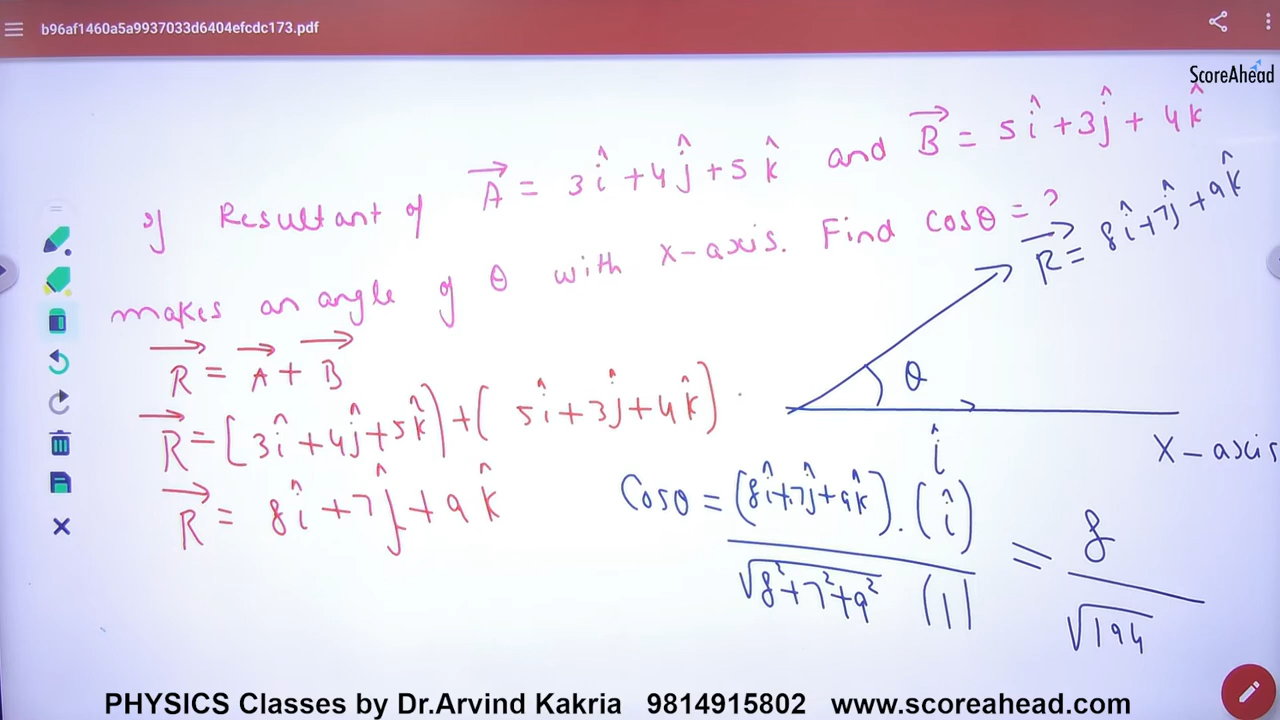 b96af1460a5a9937033d6404efcdc173.pdf
ScoreAhead
If Resultant of A⃗ = 3î + 4ĵ + 5k̂ and B⃗ = 5î + 3ĵ + 4k̂
makes an angle of θ with x-axis. Find Cosθ = ?
R⃗ = 8î + 7ĵ + 9k̂
R⃗ = A⃗ + B⃗
R⃗ = [3î + 4ĵ + 5k̂) + (5î + 3ĵ + 4k̂)
R⃗ = 8î + 7ĵ + 9k̂
θ
î
X-axis
Cosθ = (8î+7ĵ+9k̂).(î) / √8²+7²+9² (1) = 8 / √194
PHYSICS Classes by Dr.Arvind Kakria 9814915802 www.scoreahead.com